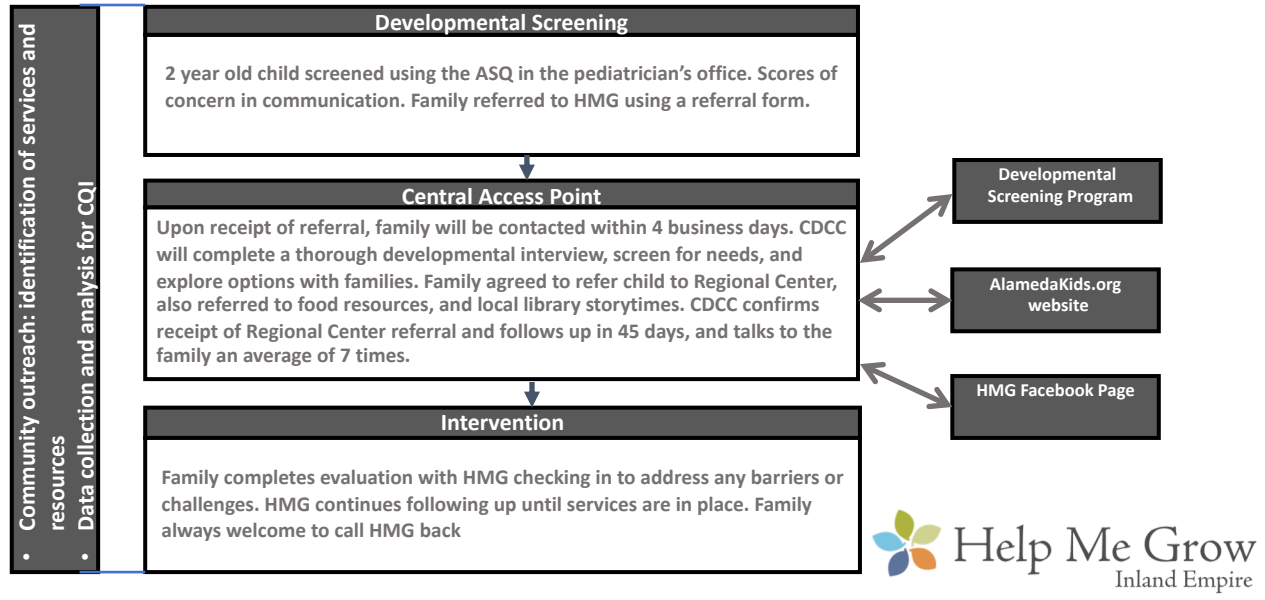 • Community outreach: identification of services and
resources
• Data collection and analysis for CQI
Developmental Screening
2 year old child screened using the ASQ in the pediatrician's office. Scores of
concern in communication. Family referred to HMG using a referral form.
Central Access Point
Upon receipt of referral, family will be contacted within 4 business days. CDCC
will complete a thorough developmental interview, screen for needs, and
explore options with families. Family agreed to refer child to Regional Center,
also referred to food resources, and local library storytimes. CDCC confirms
receipt of Regional Center referral and follows up in 45 days, and talks to the
family an average of 7 times.
Developmental
Screening Program
AlamedaKids.org
website
HMG Facebook Page
Intervention
Family completes evaluation with HMG checking in to address any barriers or
challenges. HMG continues following up until services are in place. Family
always welcome to call HMG back
Help Me Grow
Inland Empire